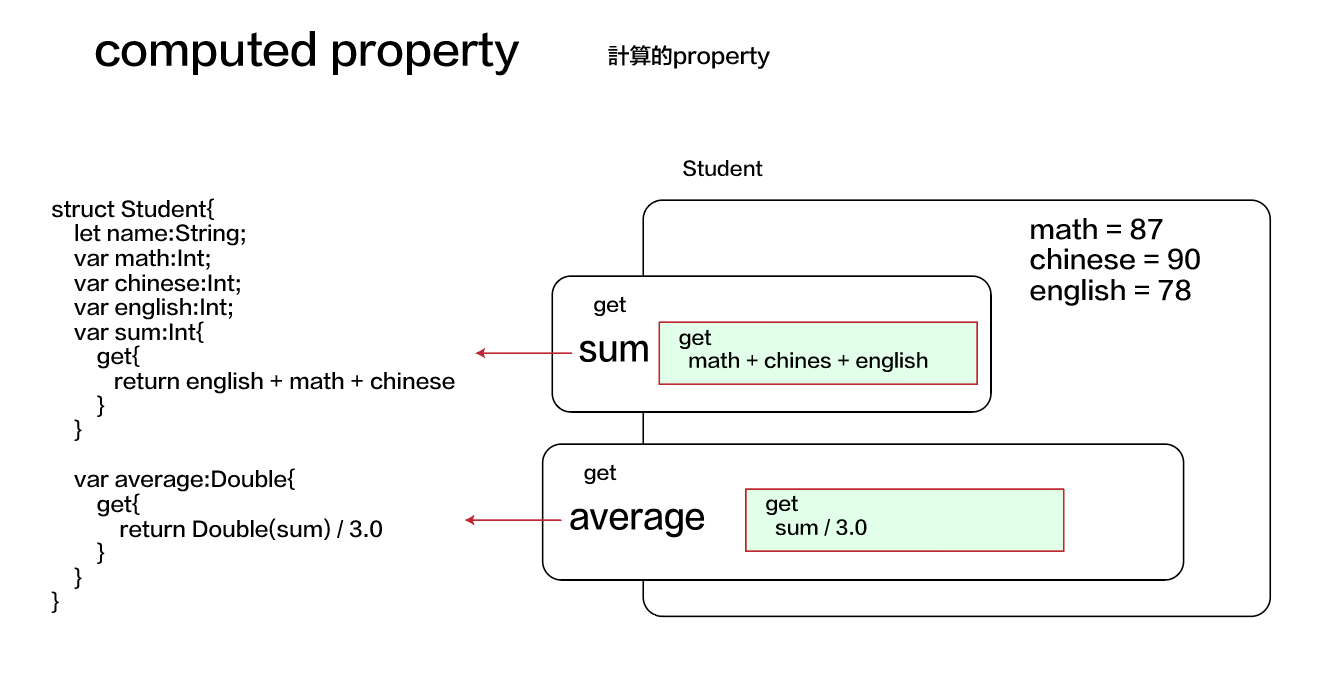 computed property
計算的property
struct Student{
let name:String;
var math:Int;
var chinese:Int;
var english:Int;
var sum:Int{
get{
return english + math + chinese
}
}
var average:Double{
get{
return Double(sum) / 3.0
}
}
}
Student
math = 87
chinese = 90
english = 78
get
sum
get
math + chines + english
get
average
get
sum / 3.0